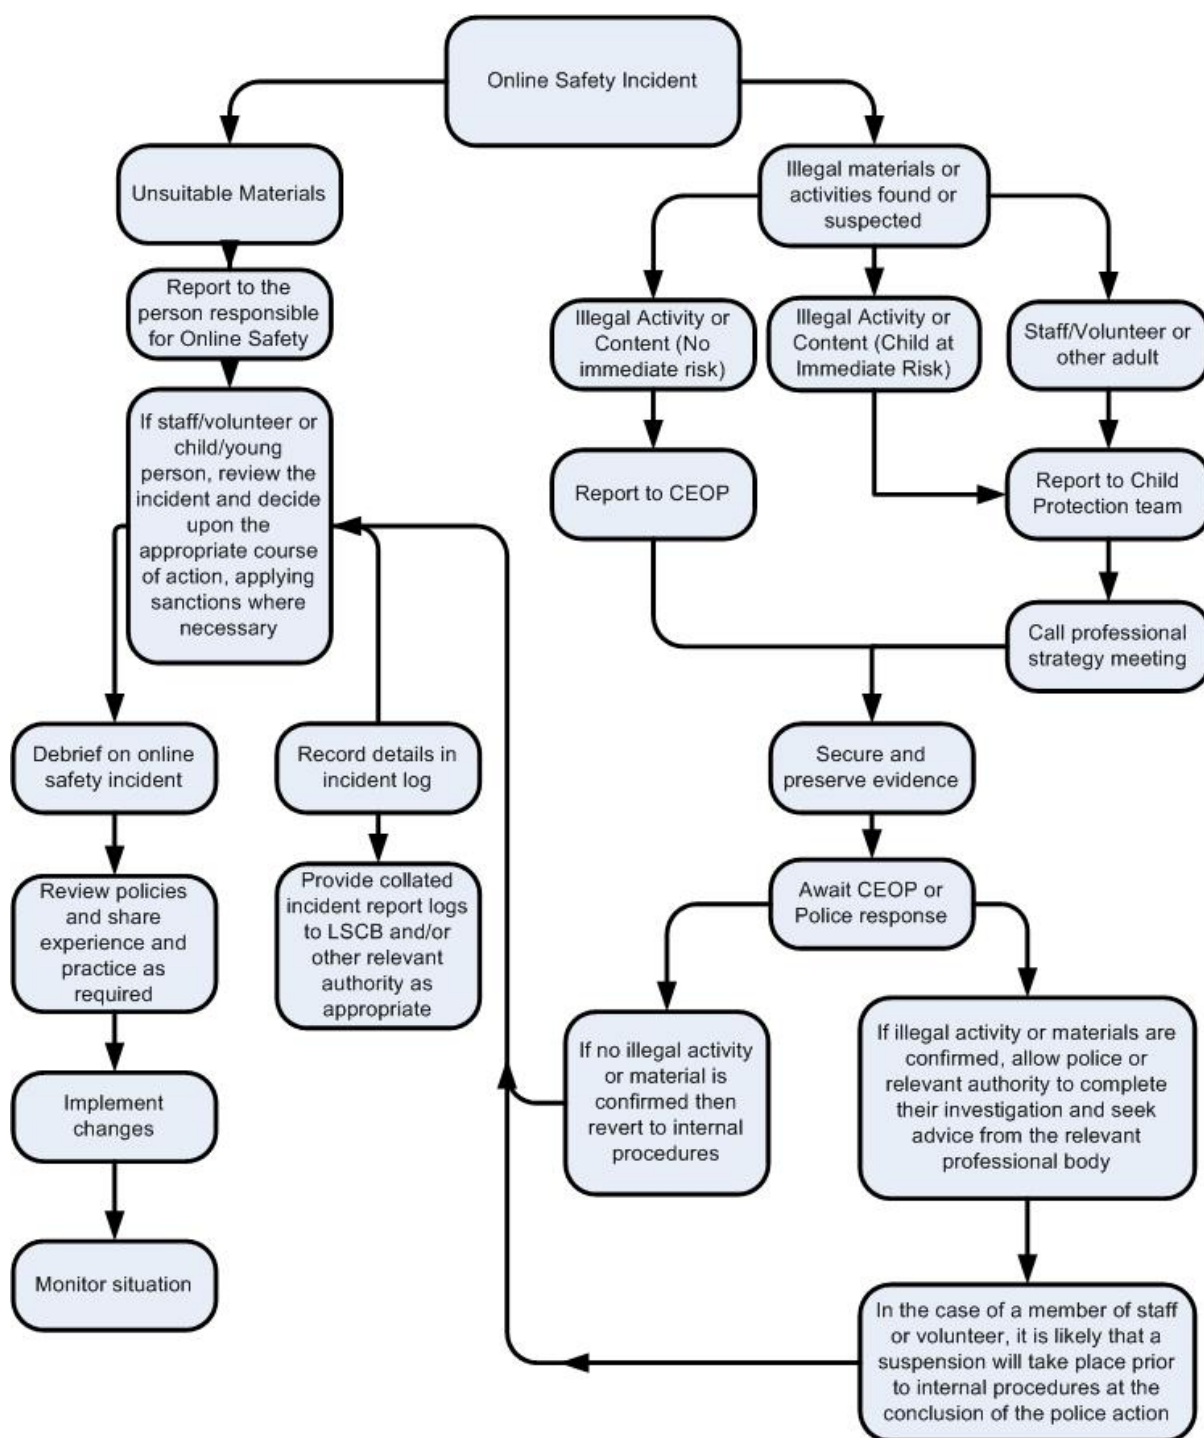 Online Safety Incident
Unsuitable Materials
Report to the
person responsible
for Online Safety
If staff/volunteer or
child/young
person, review the
incident and decide
upon the
appropriate course
of action, applying
sanctions where
necessary
Debrief on online
safety incident
Review policies
and share
experience and
practice as
required
Implement
changes
Monitor situation
Record details in
incident log
Provide collated
incident report logs
to LSCB and/or
other relevant
authority as
appropriate
Illegal materials or
activities found or
suspected
Illegal Activity or
Content (No
immediate risk)
Illegal Activity or
Content (Child at
Immediate Risk)
Staff/Volunteer or
other adult
Report to CEOP
Report to Child
Protection team
Call professional
strategy meeting
Secure and
preserve evidence
Await CEOP or
Police response
If no illegal activity
or material is
confirmed then
revert to internal
procedures
If illegal activity or materials are
confirmed, allow police or
relevant authority to complete
their investigation and seek
advice from the relevant
professional body
In the case of a member of staff
or volunteer, it is likely that a
suspension will take place prior
to internal procedures at the
conclusion of the police action